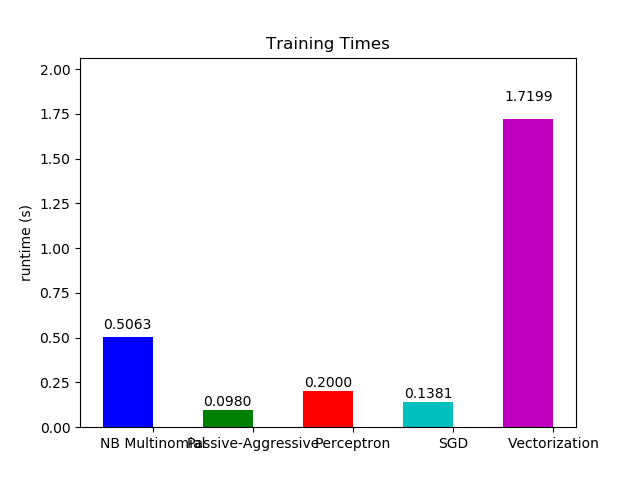 Training Times
runtime (s)
2.00
1.75
1.50
1.25
1.00
0.75
0.50
0.25
0.00
0.5063
0.0980
0.2000
0.1381
1.7199
NB Multinomial
Passive-Aggressive
Perceptron
SGD
Vectorization